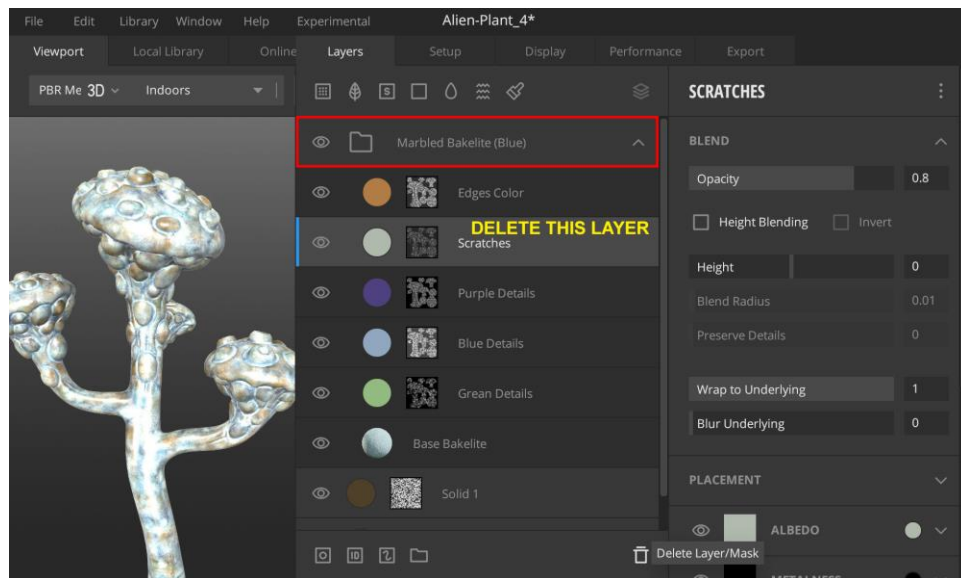 File Edit Library Window Help Experimental Alien-Plant_4*
Viewport Local Library Online Layers Setup Display Performance Export
PBR Me 3D Indoors
S
SCRATCHES
Marbled Bakelite (Blue)
BLEND
Opacity 0.8
Edges Color
Height Blending Invert
DELETE THIS LAYER
Scratches
Height 0
Purple Details
Blend Radius 0.01
Preserve Details 0
Blue Details
Wrap to Underlying 1
Grean Details
Blur Underlying 0
Base Bakelite
PLACEMENT
Solid 1
ALBEDO
ID
Delete Layer/Mask
METALNESS